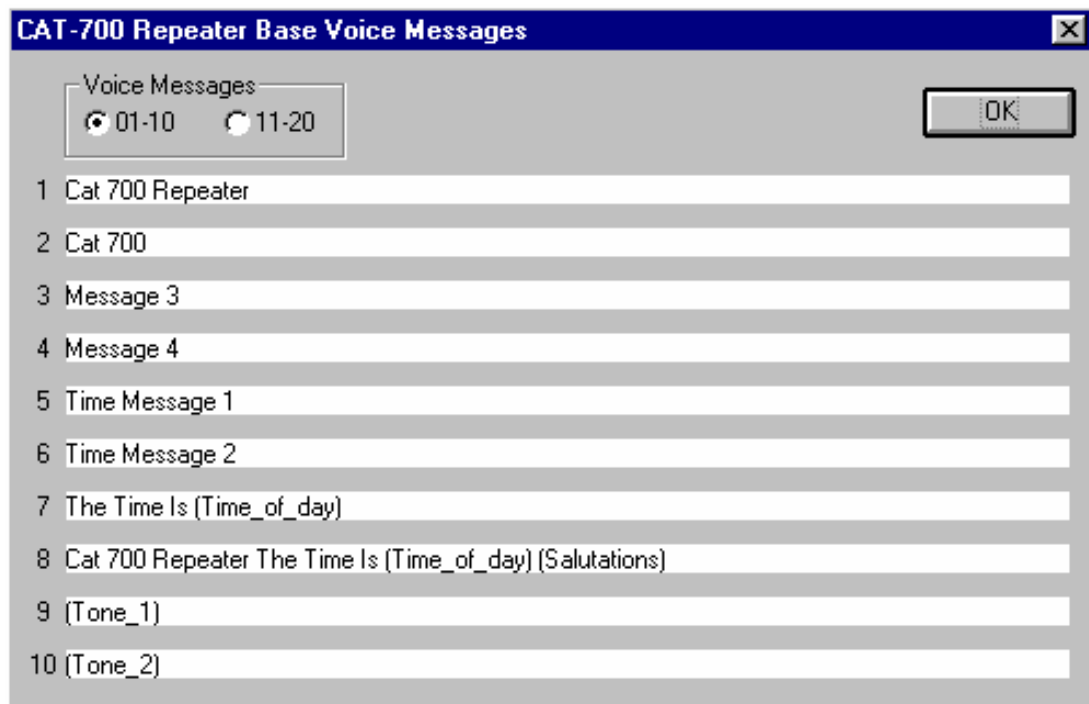 CAT-700 Repeater Base Voice Messages
Voice Messages
01-10 11-20
OK
1 Cat 700 Repeater
2 Cat 700
3 Message 3
4 Message 4
5 Time Message 1
6 Time Message 2
7 The Time Is (Time_of_day)
8 Cat 700 Repeater The Time Is (Time_of_day) (Salutations)
9 (Tone_1)
10 (Tone_2)